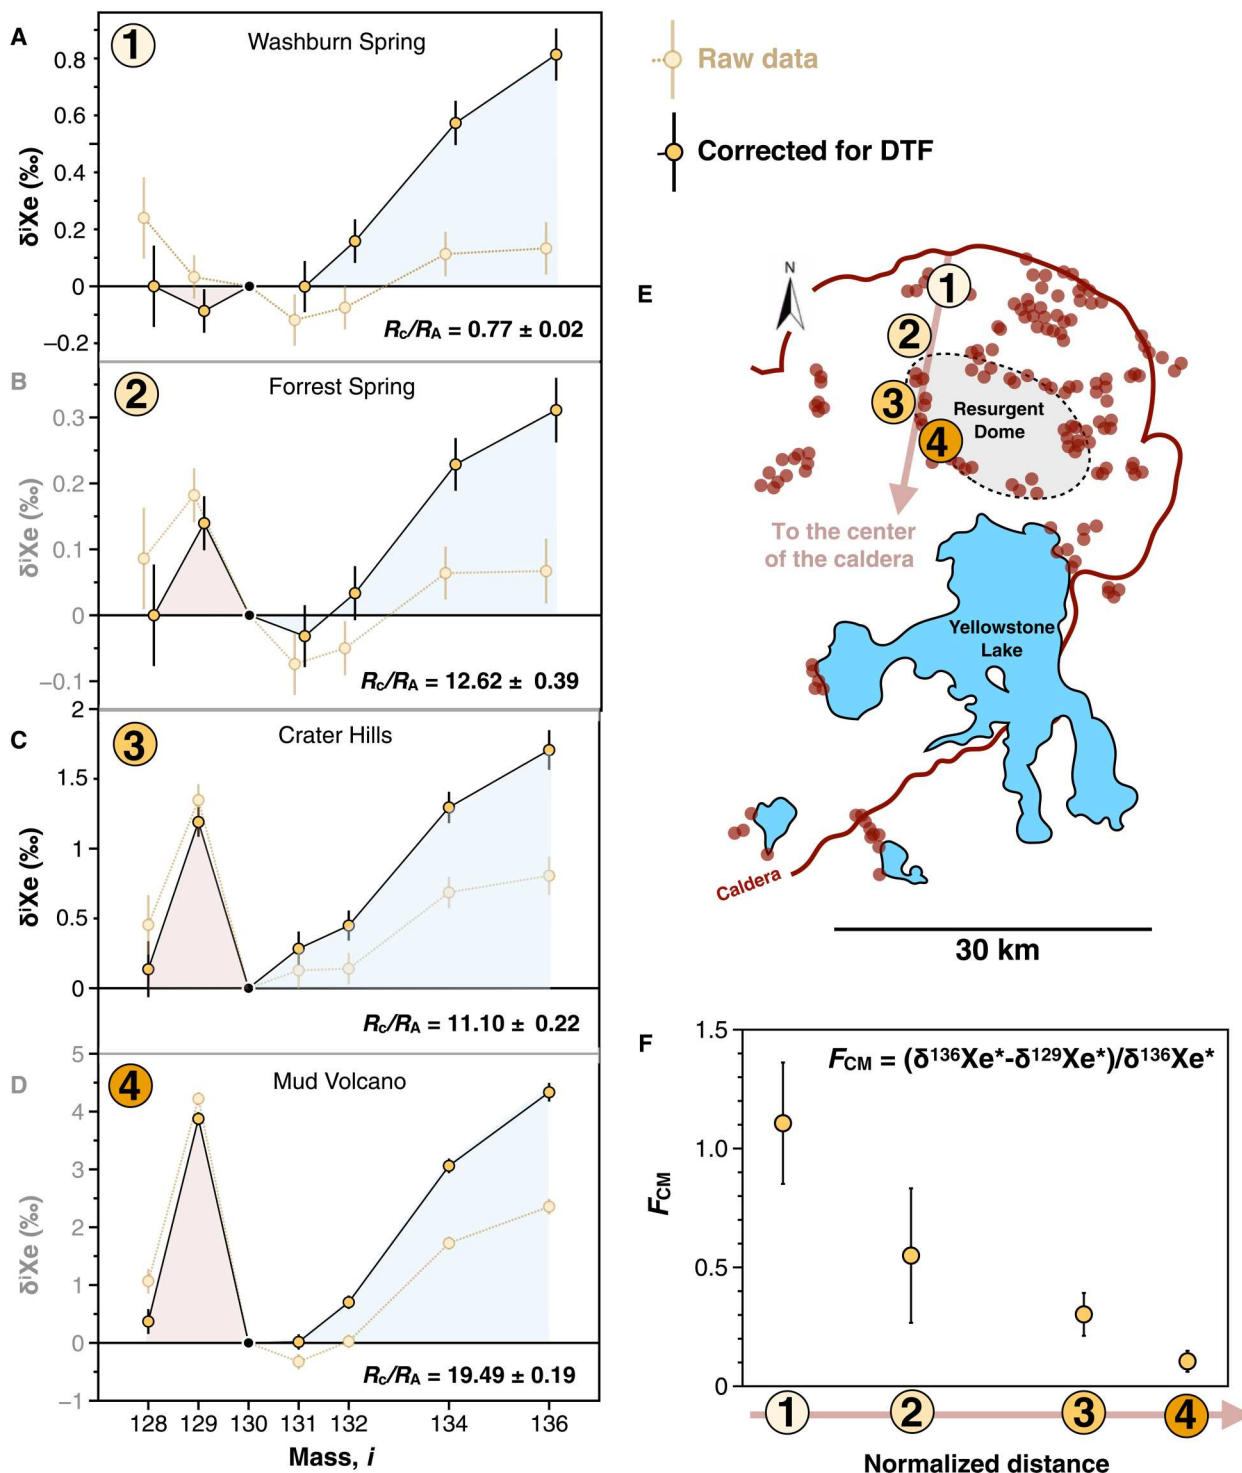 A
1
Washburn Spring
0.8
0.6
0.4
0.2
0
−0.2
δⁱXe (‰)
Rc/RA = 0.77 ± 0.02
B
2
Forrest Spring
0.3
0.2
0.1
0
−0.1
δⁱXe (‰)
Rc/RA = 12.62 ± 0.39
C
3
Crater Hills
2
1.5
1
0.5
0
δⁱXe (‰)
Rc/RA = 11.10 ± 0.22
D
4
Mud Volcano
5
4
3
2
1
0
−1
δⁱXe (‰)
Rc/RA = 19.49 ± 0.19
128 129 130 131 132 134 136
Mass, i
Raw data
Corrected for DTF
E
N
1
2
3
4
Resurgent
Dome
To the center
of the caldera
Yellowstone
Lake
Caldera
30 km
F
FCM = (δ¹³⁶Xe*-δ¹²⁹Xe*)/δ¹³⁶Xe*
1.5
1.0
0.5
0
FCM
1 2 3 4
Normalized distance